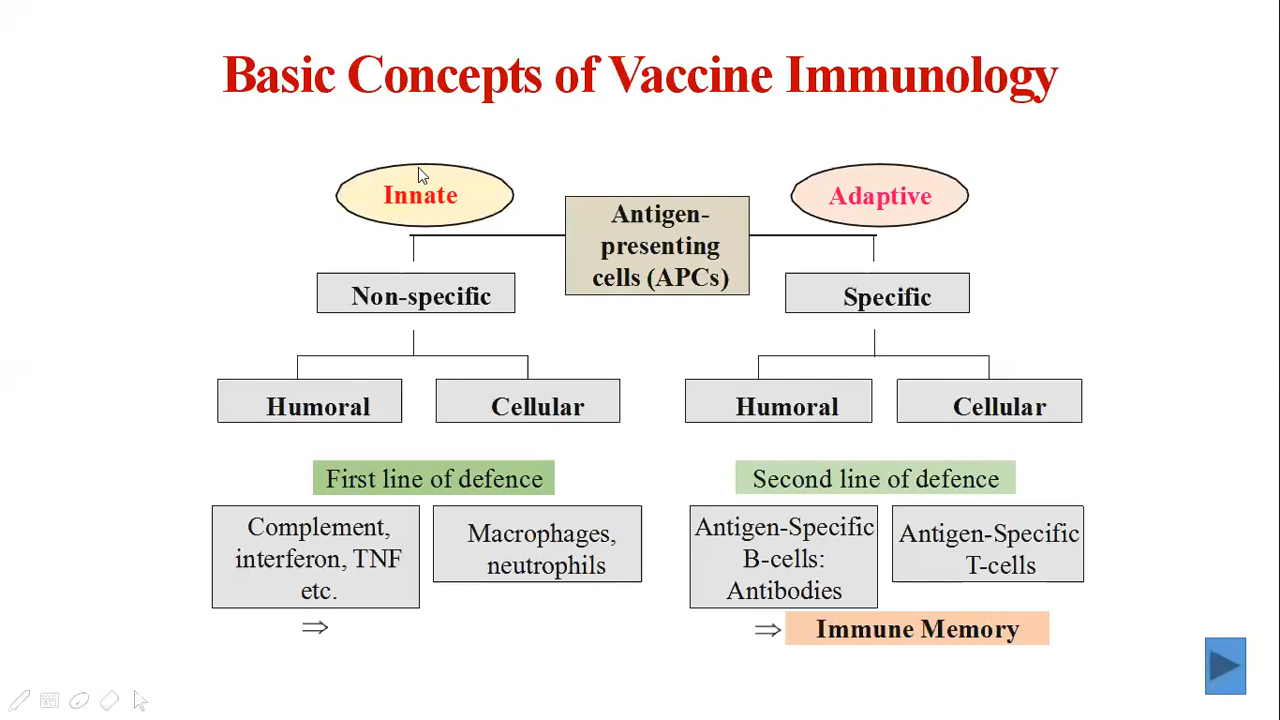 Basic Concepts of Vaccine Immunology
Innate
Adaptive
Antigen-
presenting
cells (APCs)
Non-specific
Specific
Humoral
Cellular
Humoral
Cellular
First line of defence
Second line of defence
Complement,
interferon, TNF
etc.
Macrophages,
neutrophils
Antigen-Specific
B-cells:
Antibodies
Antigen-Specific
T-cells
⇒
⇒ Immune Memory